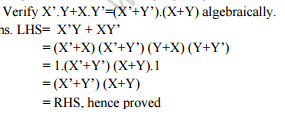 Verify X’.Y+X.Y’=(X’+Y’).(X+Y) algebraically.
ns. LHS= X’Y + XY’
= (X’+X) (X’+Y’) (Y+X) (Y+Y’)
= 1.(X’+Y’) (X+Y).1
= (X’+Y’) (X+Y)
= RHS, hence proved